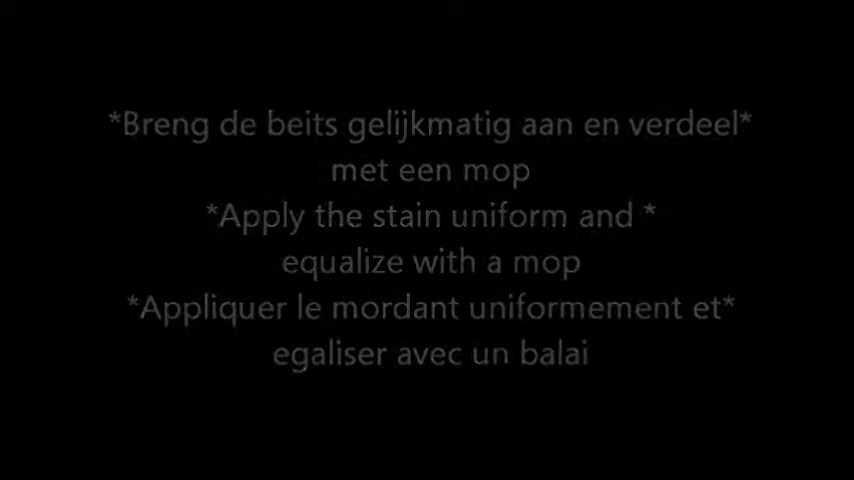 *Breng de beits gelijkmatig aan en verdeel*
met een mop
*Apply the stain uniform and *
equalize with a mop
*Appliquer le mordant uniformement et*
egaliser avec un balai